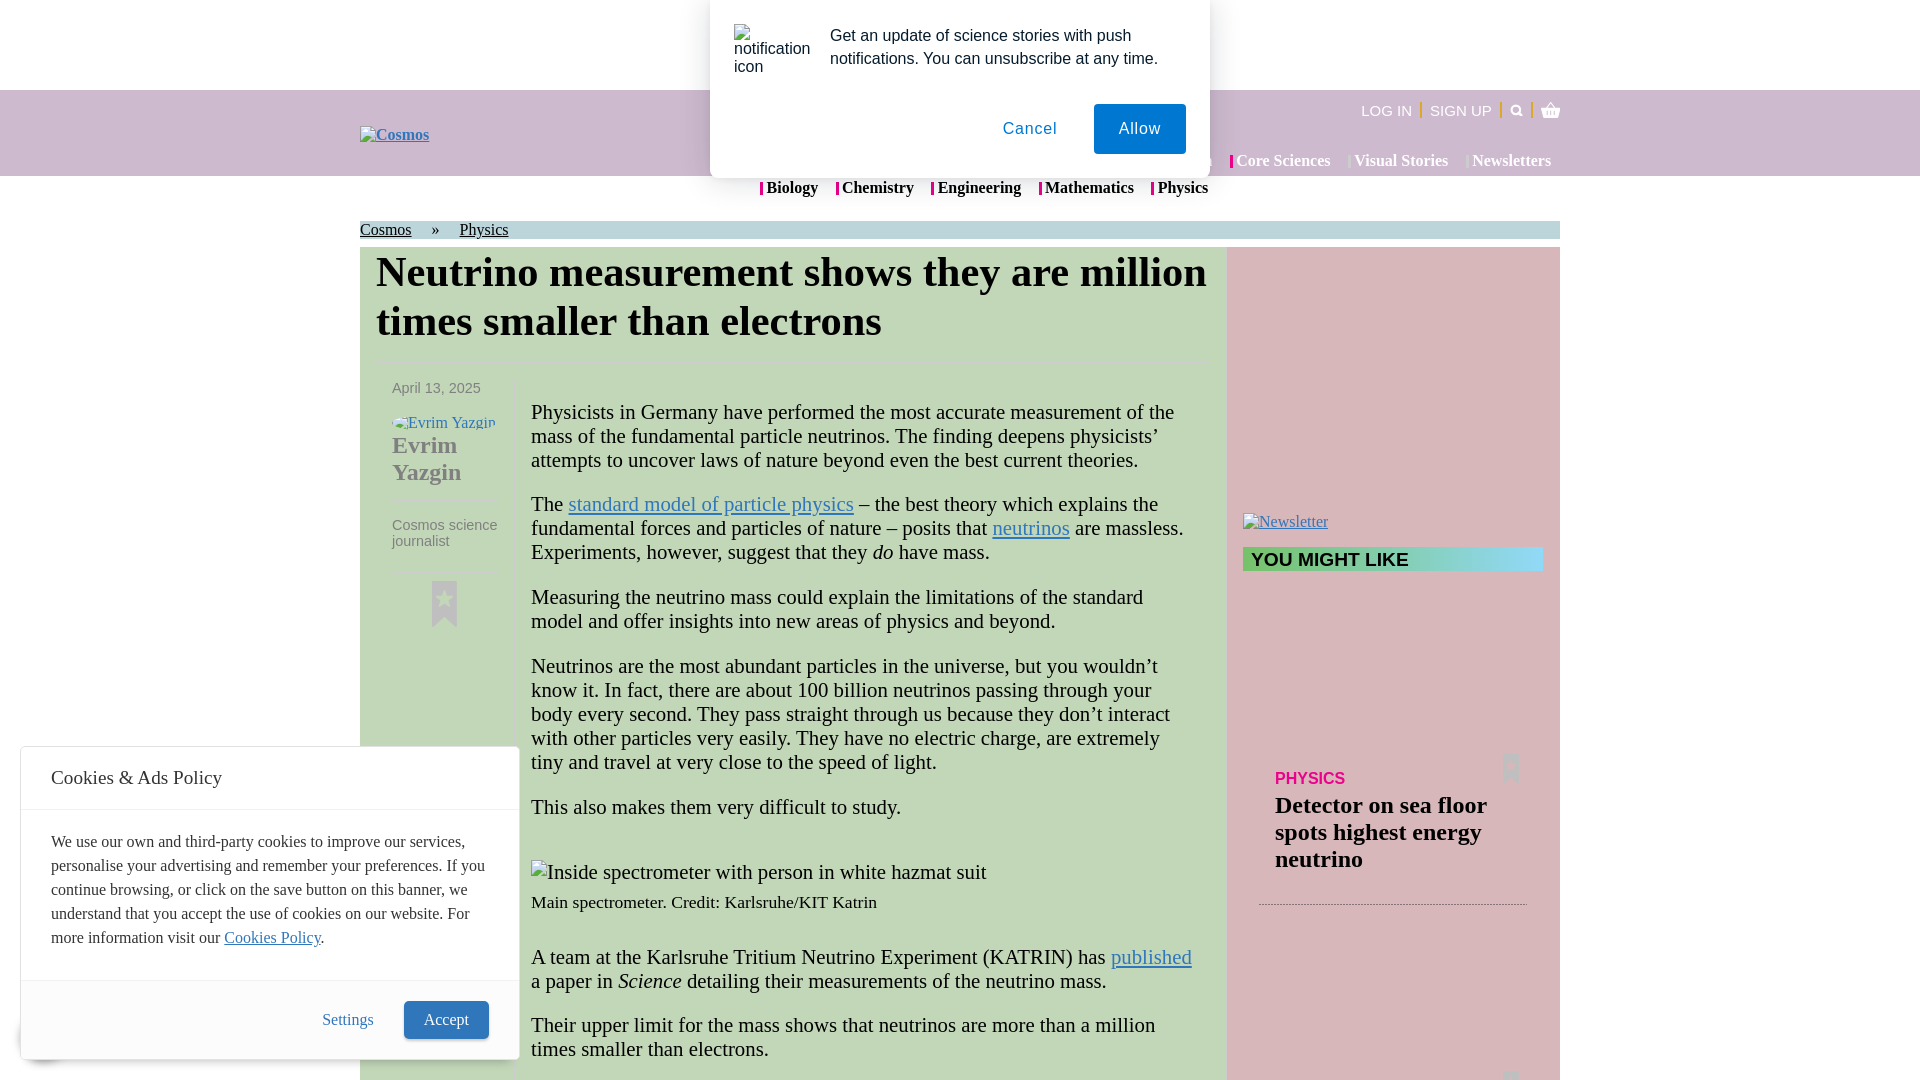 notification
icon
Get an update of science stories with push
notifications. You can unsubscribe at any time.
Cancel
Allow
LOG IN
SIGN UP
Cosmos
Core Sciences
Visual Stories
Newsletters
Biology
Chemistry
Engineering
Mathematics
Physics
Cosmos » Physics
Neutrino measurement shows they are million
times smaller than electrons
April 13, 2025
Evrim Yazgin
Evrim
Yazgin
Cosmos science
journalist
Physicists in Germany have performed the most accurate measurement of the
mass of the fundamental particle neutrinos. The finding deepens physicists’
attempts to uncover laws of nature beyond even the best current theories.
The standard model of particle physics – the best theory which explains the
fundamental forces and particles of nature – posits that neutrinos are massless.
Experiments, however, suggest that they do have mass.
Measuring the neutrino mass could explain the limitations of the standard
model and offer insights into new areas of physics and beyond.
Neutrinos are the most abundant particles in the universe, but you wouldn’t
know it. In fact, there are about 100 billion neutrinos passing through your
body every second. They pass straight through us because they don’t interact
with other particles very easily. They have no electric charge, are extremely
tiny and travel at very close to the speed of light.
This also makes them very difficult to study.
Inside spectrometer with person in white hazmat suit
Main spectrometer. Credit: Karlsruhe/KIT Katrin
A team at the Karlsruhe Tritium Neutrino Experiment (KATRIN) has published
a paper in Science detailing their measurements of the neutrino mass.
Their upper limit for the mass shows that neutrinos are more than a million
times smaller than electrons.
Newsletter
YOU MIGHT LIKE
PHYSICS
Detector on sea floor
spots highest energy
neutrino
Cookies & Ads Policy
We use our own and third-party cookies to improve our services,
personalise your advertising and remember your preferences. If you
continue browsing, or click on the save button on this banner, we
understand that you accept the use of cookies on our website. For
more information visit our Cookies Policy.
Settings
Accept